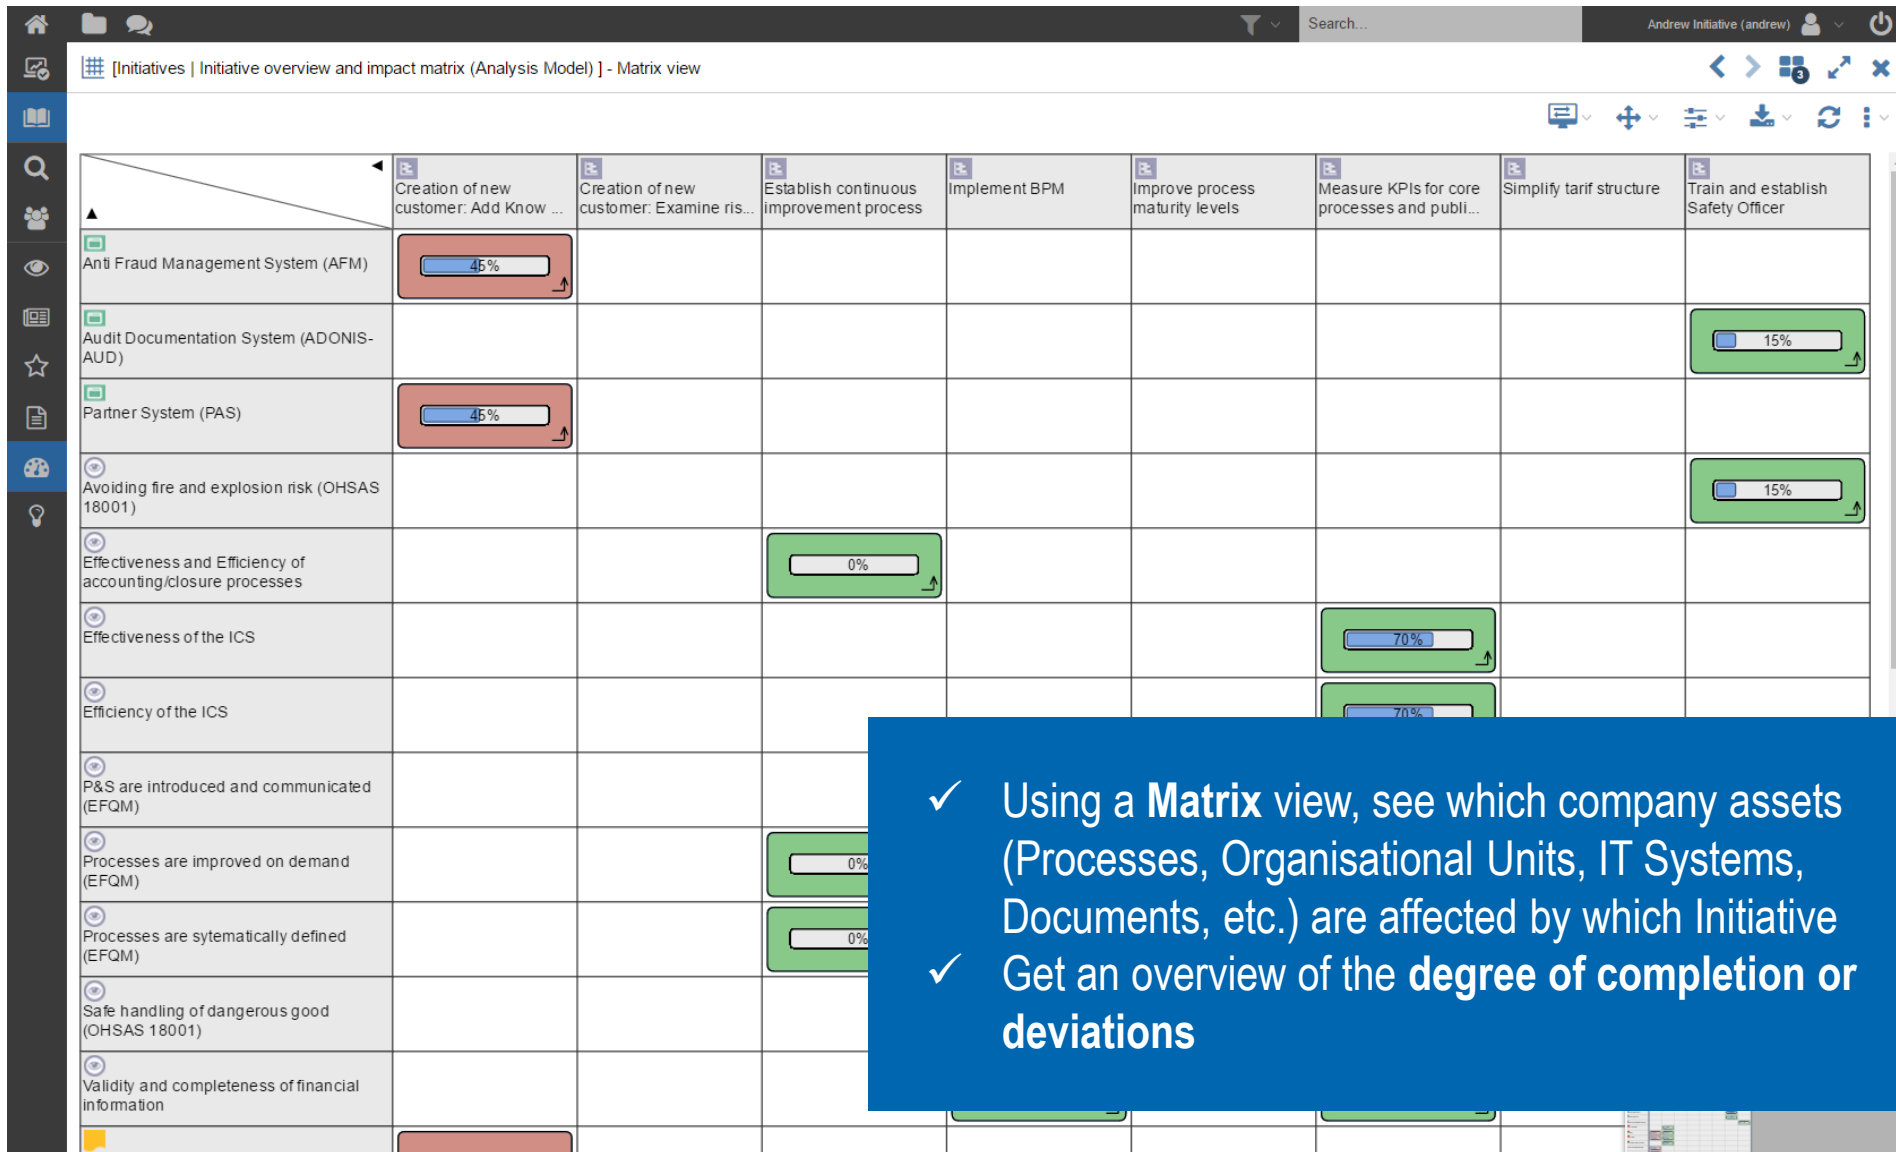 Search...
Andrew Initiative (andrew)
[Initiatives | Initiative overview and impact matrix (Analysis Model) ] - Matrix view
3
Creation of new
customer: Add Know ...
Creation of new
customer: Examine ris...
Establish continuous
improvement process
Implement BPM
Improve process
maturity levels
Measure KPIs for core
processes and publi...
Simplify tarif structure
Train and establish
Safety Officer
Anti Fraud Management System (AFM)
45%
Audit Documentation System (ADONIS-
AUD)
15%
Partner System (PAS)
45%
Avoiding fire and explosion risk (OHSAS
18001)
15%
Effectiveness and Efficiency of
accounting/closure processes
0%
Effectiveness of the ICS
70%
Efficiency of the ICS
70%
P&S are introduced and communicated
(EFQM)
Processes are improved on demand
(EFQM)
0%
Processes are sytematically defined
(EFQM)
0%
Safe handling of dangerous good
(OHSAS 18001)
Validity and completeness of financial
information
✓ Using a Matrix view, see which company assets
(Processes, Organisational Units, IT Systems,
Documents, etc.) are affected by which Initiative
✓ Get an overview of the degree of completion or
deviations